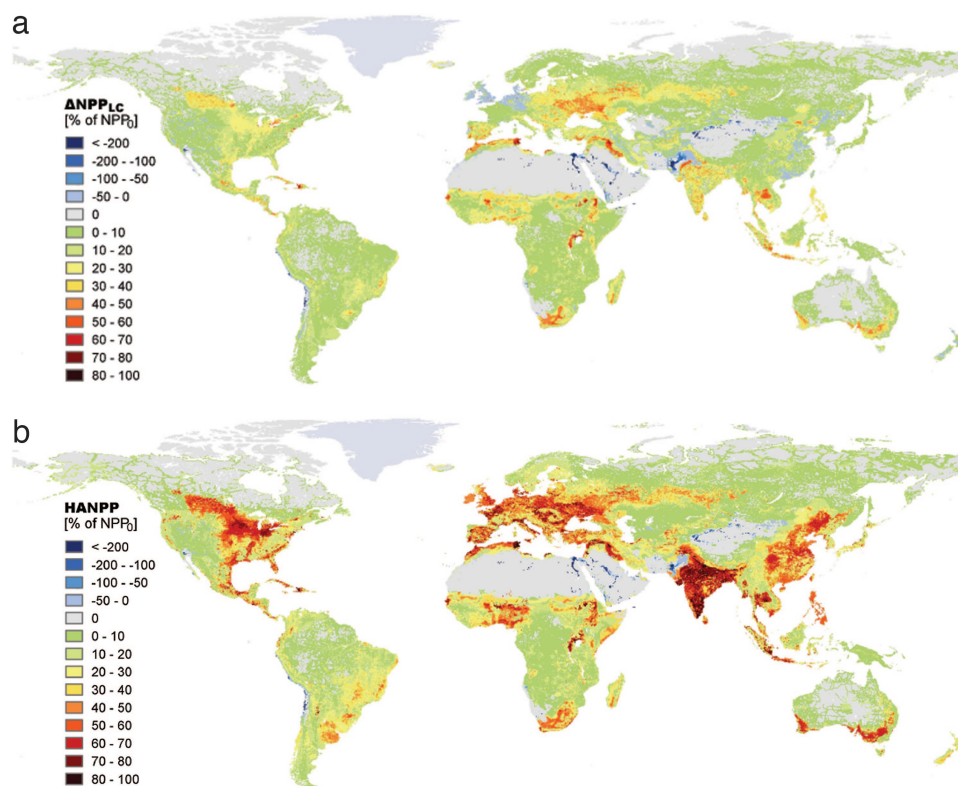 a
ΔNPPLC
[% of NPP0]
< -200
-200 - -100
-100 - -50
-50 - 0
0
0 - 10
10 - 20
20 - 30
30 - 40
40 - 50
50 - 60
60 - 70
70 - 80
80 - 100
b
HANPP
[% of NPP0]
< -200
-200 - -100
-100 - -50
-50 - 0
0
0 - 10
10 - 20
20 - 30
30 - 40
40 - 50
50 - 60
60 - 70
70 - 80
80 - 100